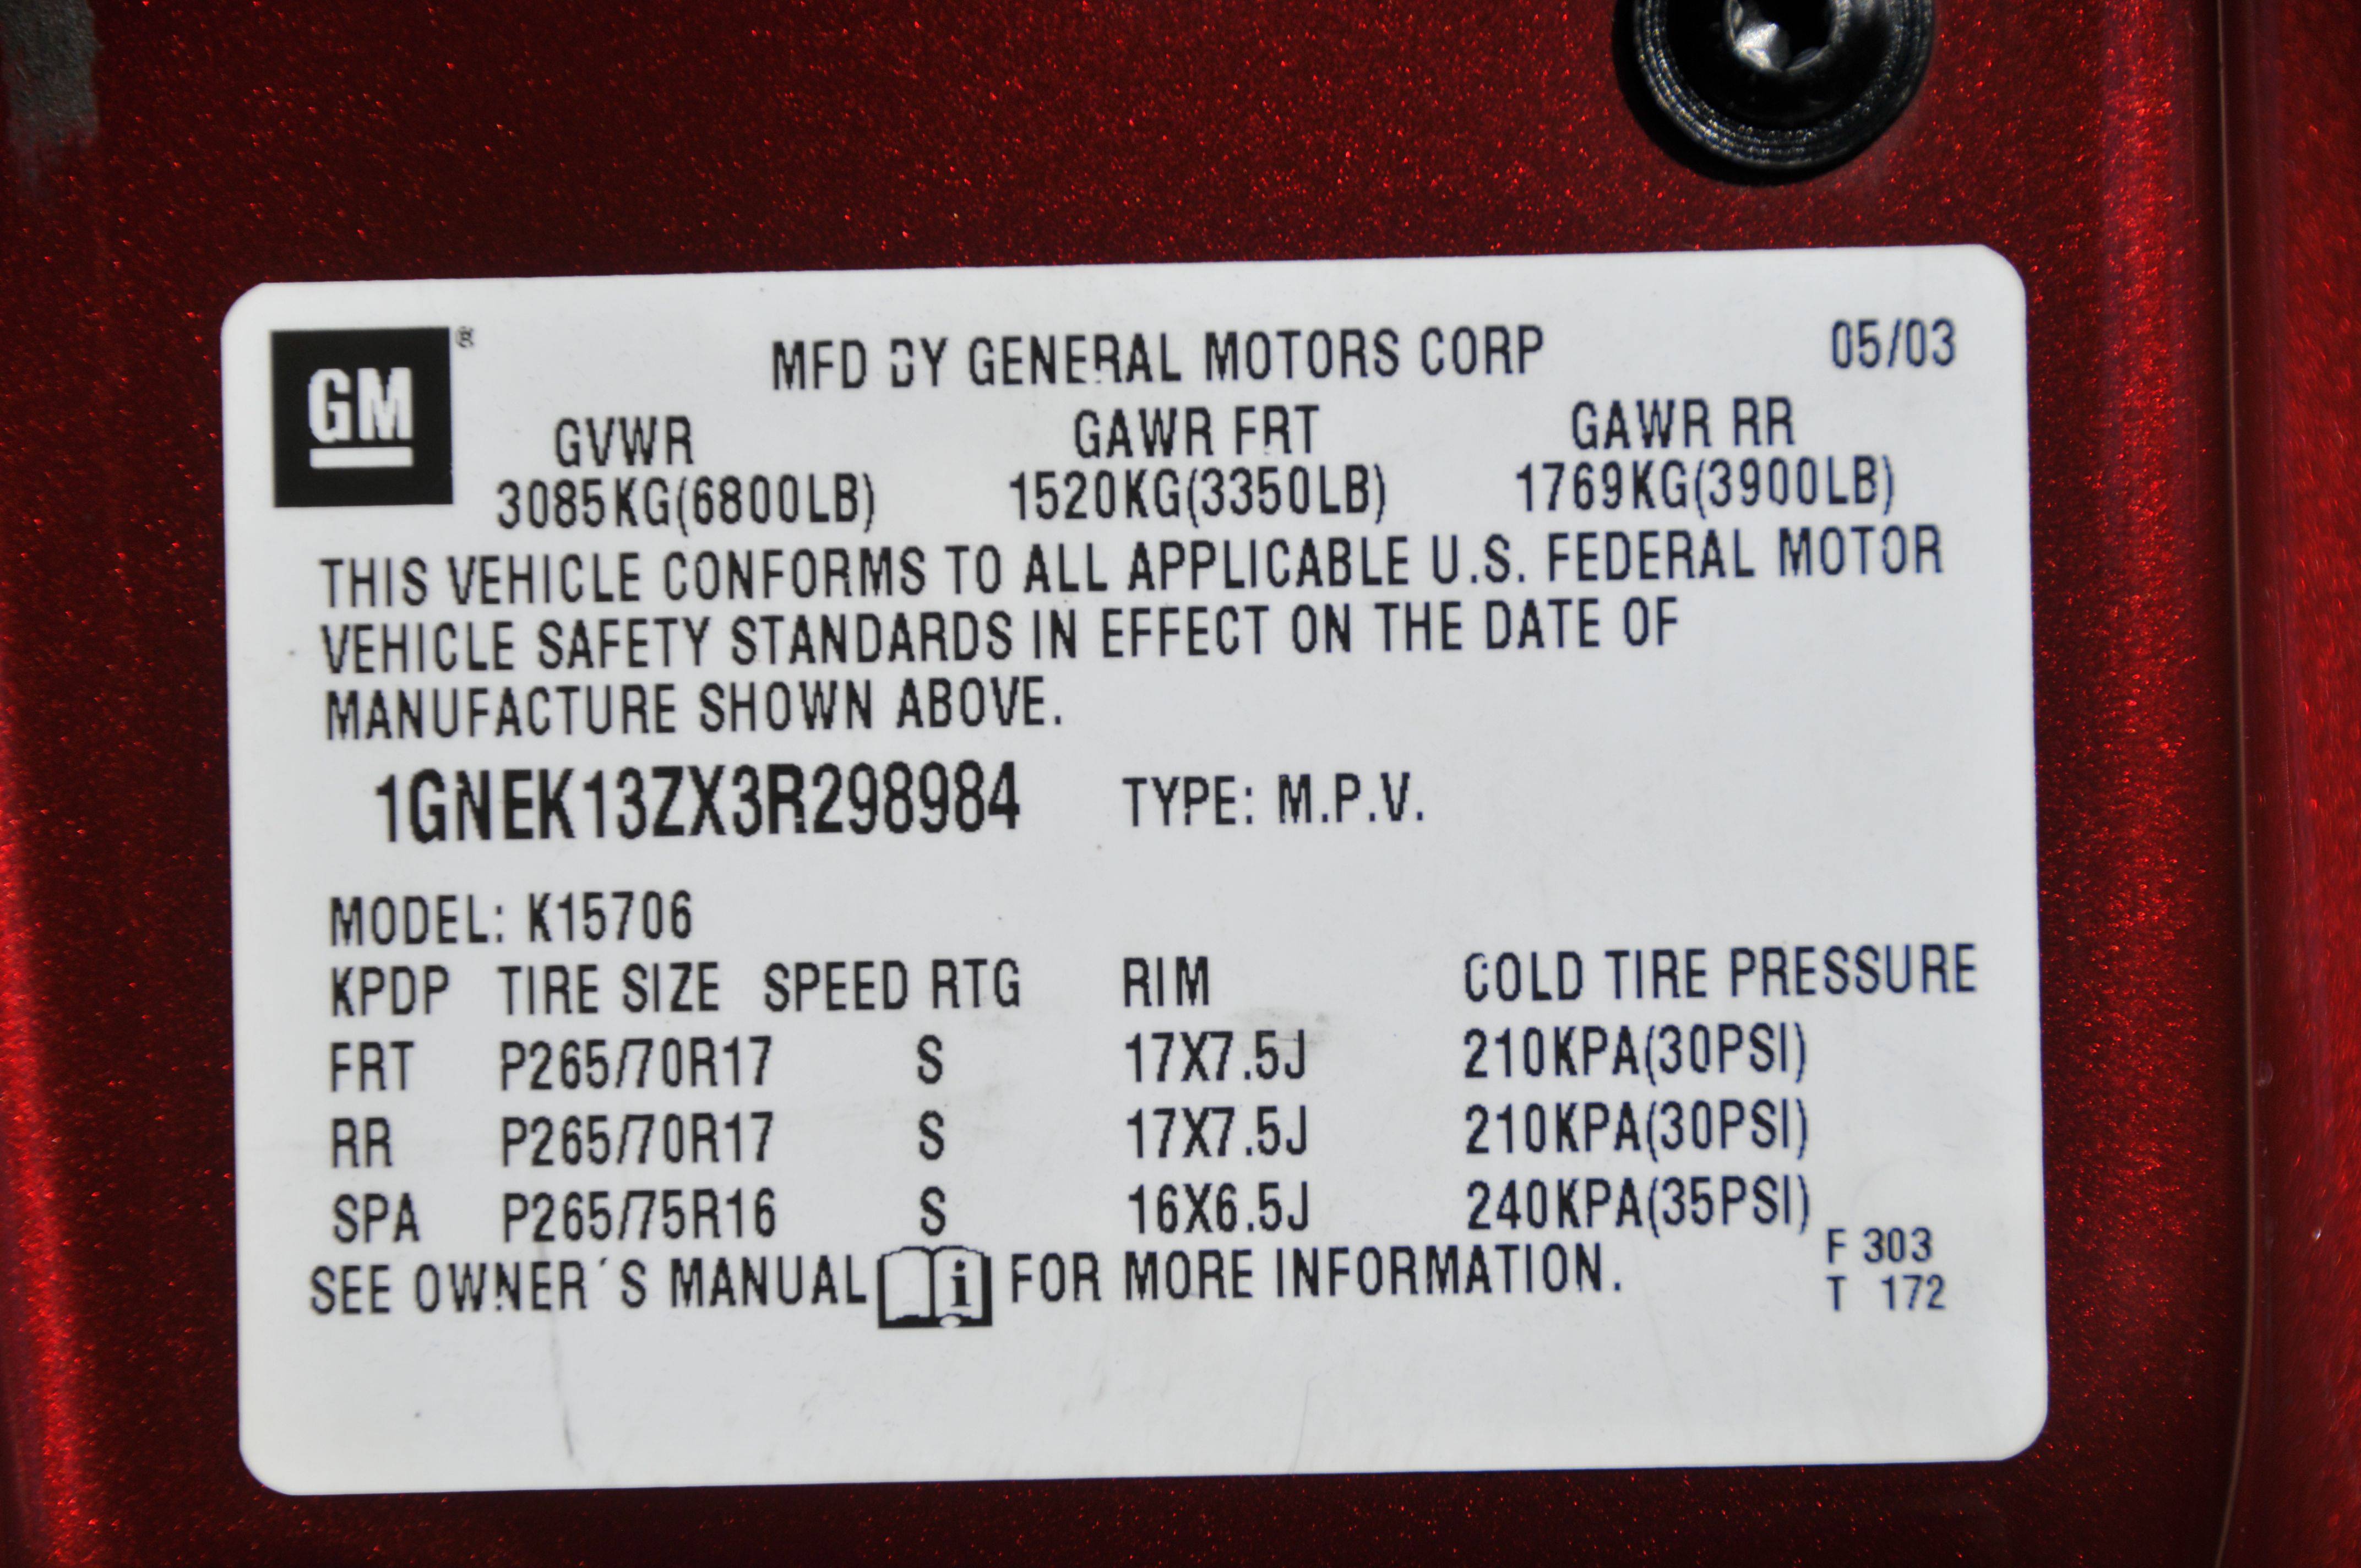 GM ® MFD BY GENERAL MOTORS CORP 05/03
GVWR GAWR FRT GAWR RR
3085KG(6800LB) 1520KG(3350LB) 1769KG(3900LB)
THIS VEHICLE CONFORMS TO ALL APPLICABLE U.S. FEDERAL MOTOR
VEHICLE SAFETY STANDARDS IN EFFECT ON THE DATE OF
MANUFACTURE SHOWN ABOVE.
1GNEK13ZX3R298984 TYPE: M.P.V.
MODEL: K15706
KPDP TIRE SIZE SPEED RTG RIM COLD TIRE PRESSURE
FRT P265/70R17 S 17X7.5J 210KPA(30PSI)
RR P265/70R17 S 17X7.5J 210KPA(30PSI)
SPA P265/75R16 S 16X6.5J 240KPA(35PSI)
SEE OWNER´S MANUAL i FOR MORE INFORMATION.
F 303
T 172